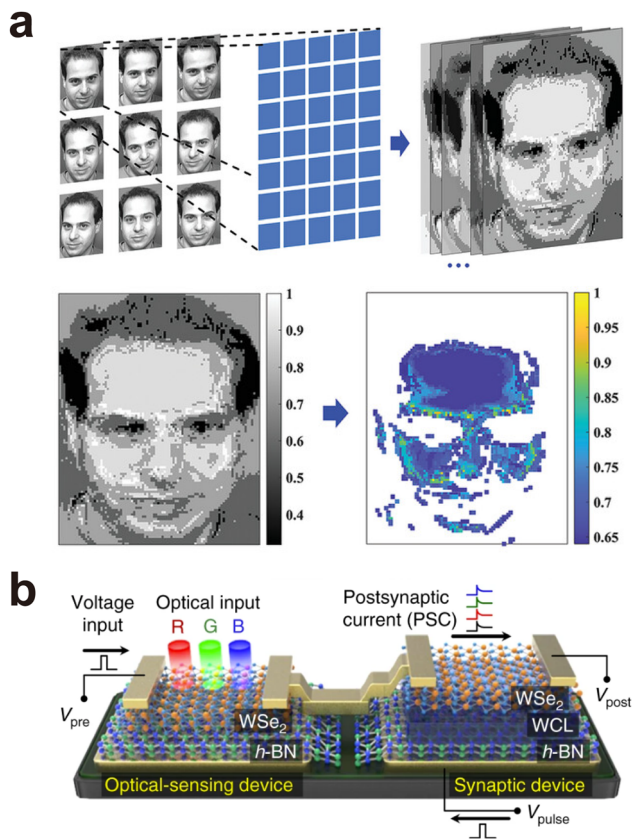 a
...
1
0.9
0.8
0.7
0.6
0.5
0.4
1
0.95
0.9
0.85
0.8
0.75
0.7
0.65
b
Voltage input
Optical input
R G B
Postsynaptic
current (PSC)
Vpre
Vpost
WSe₂
h-BN
WSe₂
WCL
h-BN
Optical-sensing device
Synaptic device
Vpulse